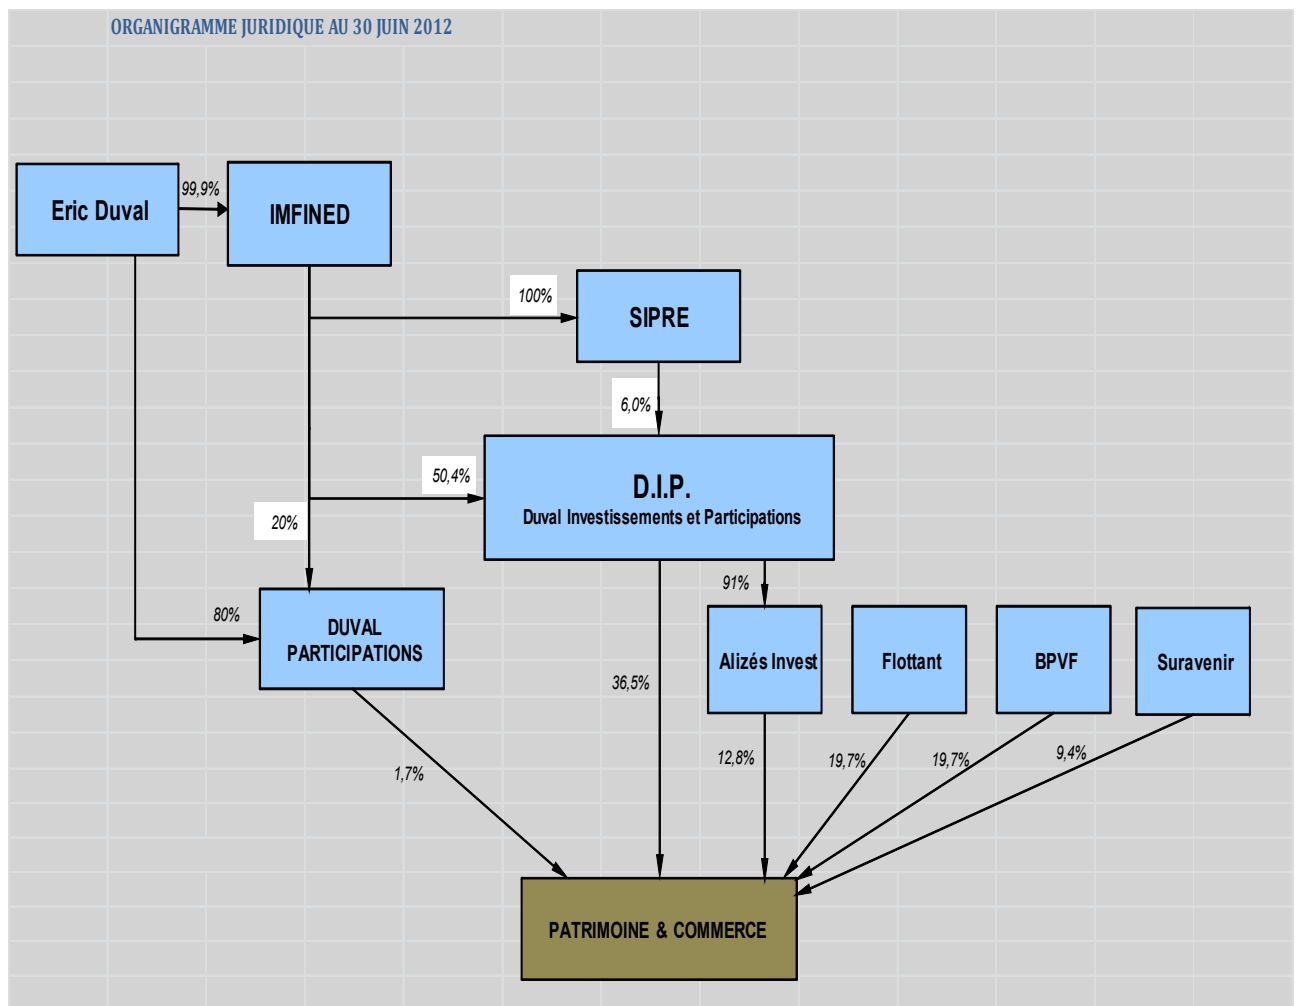 ORGANIGRAMME JURIDIQUE AU 30 JUIN 2012
Eric Duval
99,9%
IMFINED
100%
SIPRE
6,0%
50,4%
D.I.P.
Duval Investissements et Participations
20%
91%
80%
DUVAL
PARTICIPATIONS
36,5%
Alizés Invest
Flottant
BPVF
Suravenir
1,7%
12,8%
19,7%
19,7%
9,4%
PATRIMOINE & COMMERCE